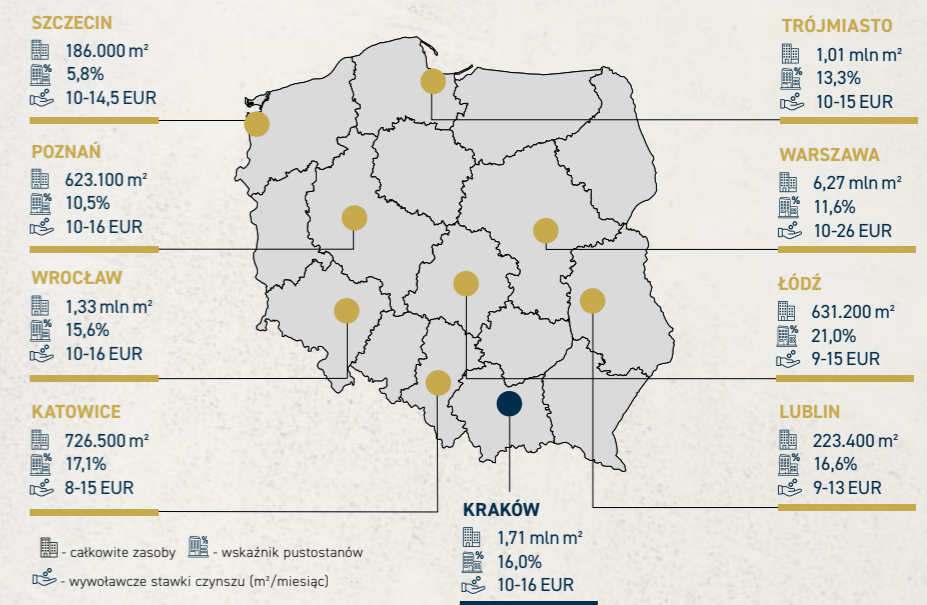 SZCZECIN
186.000 m²
5,8%
10-14,5 EUR
POZNAŃ
623.100 m²
10,5%
10-16 EUR
WROCŁAW
1,33 mln m²
15,6%
10-16 EUR
KATOWICE
726.500 m²
17,1%
8-15 EUR
TRÓJMIASTO
1,01 mln m²
13,3%
10-15 EUR
WARSZAWA
6,27 mln m²
11,6%
10-26 EUR
ŁÓDŹ
631.200 m²
21,0%
9-15 EUR
LUBLIN
223.400 m²
16,6%
9-13 EUR
KRAKÓW
1,71 mln m²
16,0%
10-16 EUR
- całkowite zasoby % - wskaźnik pustostanów
- wywoławcze stawki czynszu (m²/miesiąc)